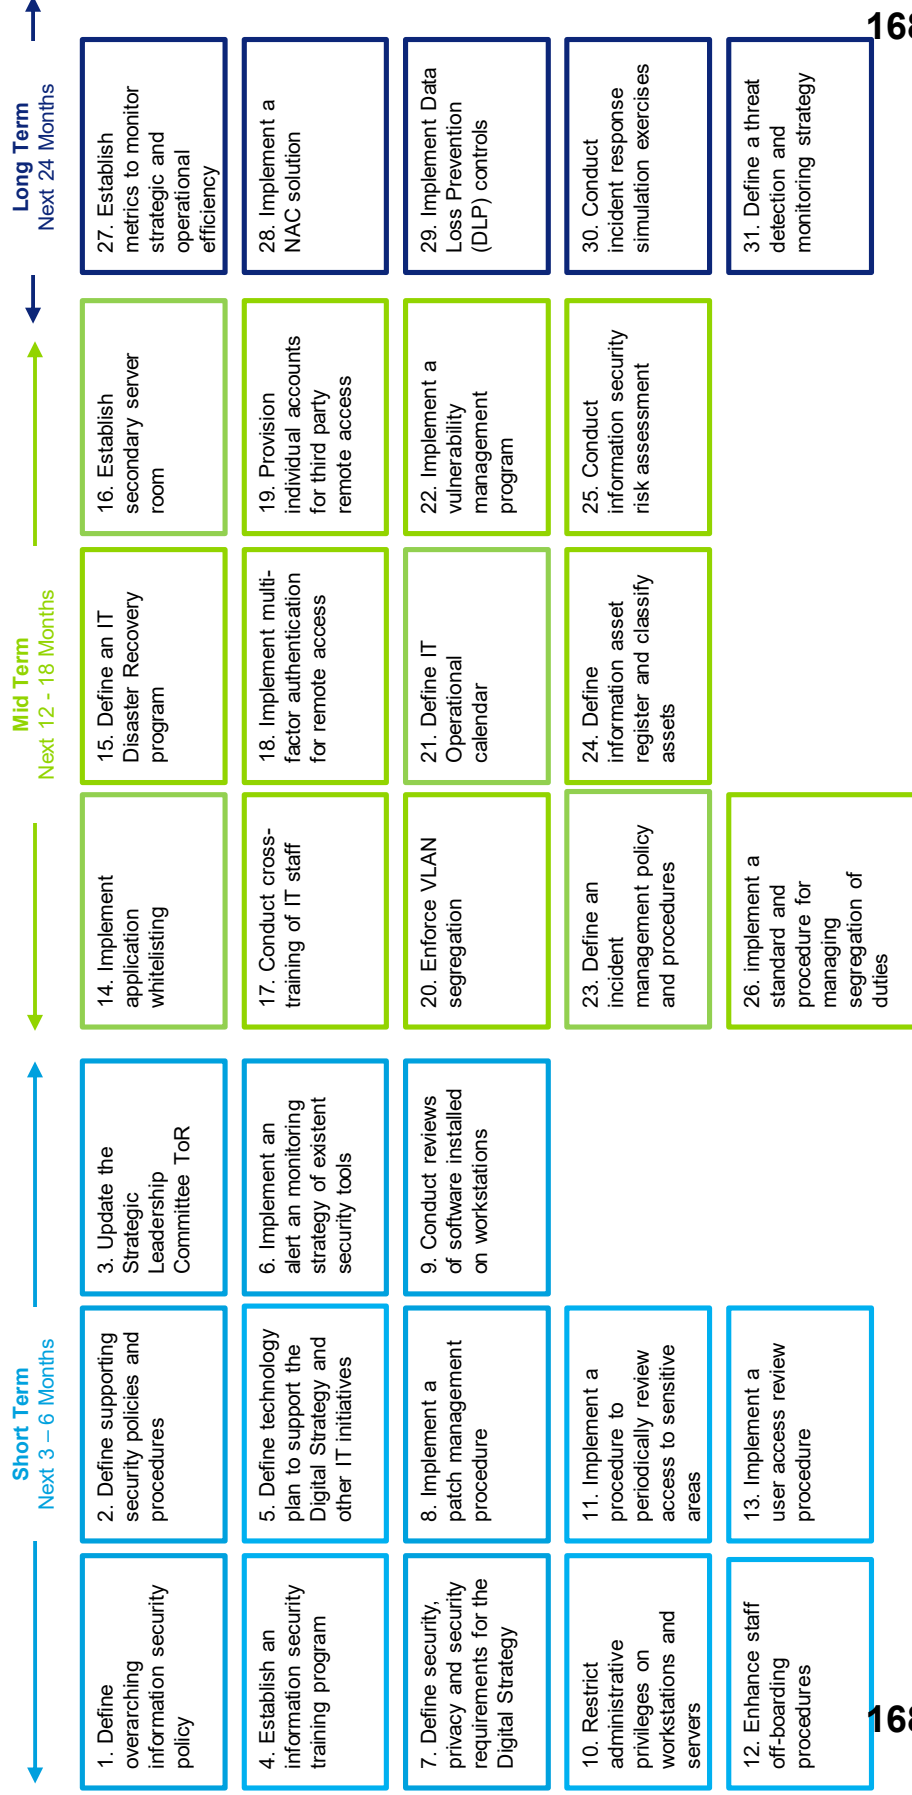 168
Short Term
Next 3 – 6 Months
Mid Term
Next 12 - 18 Months
Long Term
Next 24 Months
1. Define
overarching
information security
policy
2. Define supporting
security policies and
procedures
3. Update the
Strategic
Leadership
Committee ToR
14. Implement
application
whitelisting
15. Define an IT
Disaster Recovery
program
16. Establish
secondary server
room
27. Establish
metrics to monitor
strategic and
operational
efficiency
4. Establish an
information security
training program
5. Define technology
plan to support the
Digital Strategy and
other IT initiatives
6. Implement an
alert an monitoring
strategy of existent
security tools
17. Conduct cross-
training of IT staff
18. Implement multi-
factor authentication
for remote access
19. Provision
individual accounts
for third party
remote access
28. Implement a
NAC solution
7. Define security,
privacy and security
requirements for the
Digital Strategy
8. Implement a
patch management
procedure
9. Conduct reviews
of software installed
on workstations
20. Enforce VLAN
segregation
21. Define IT
Operational
calendar
22. Implement a
vulnerability
management
program
29. Implement Data
Loss Prevention
(DLP) controls
10. Restrict
administrative
privileges on
workstations and
servers
11. Implement a
procedure to
periodically review
access to sensitive
areas
23. Define an
incident
management policy
and procedures
24. Define
information asset
register and classify
assets
25. Conduct
information security
risk assessment
30. Conduct
incident response
simulation exercises
12. Enhance staff
off-boarding
procedures
13. Implement a
user access review
procedure
26. implement a
standard and
procedure for
managing
segregation of
duties
31. Define a threat
detection and
monitoring strategy
168